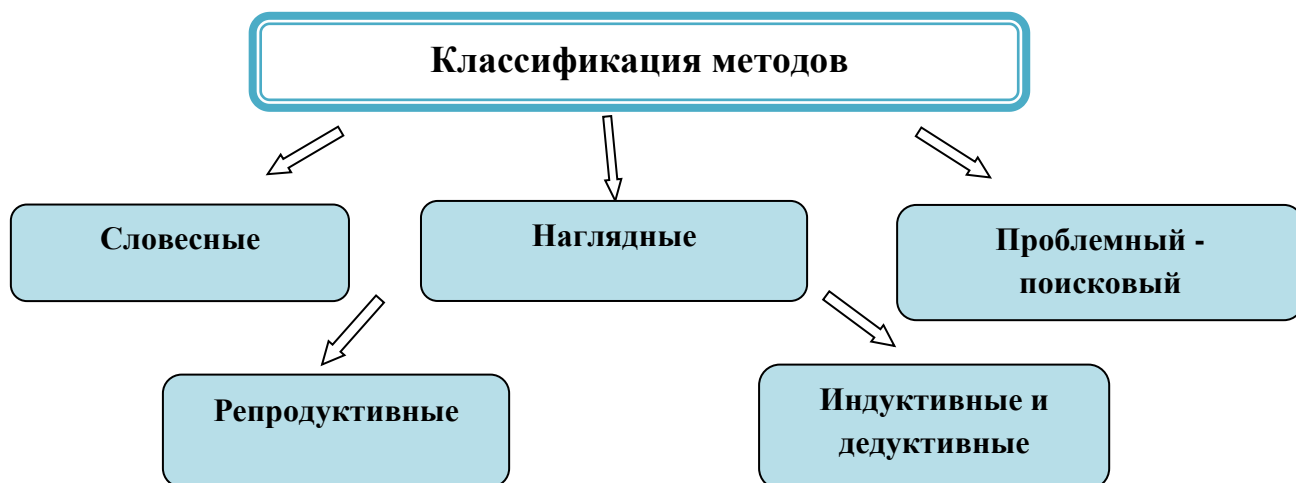 Классификация методов
Словесные
Наглядные
Проблемный -
поисковый
Репродуктивные
Индуктивные и
дедуктивные